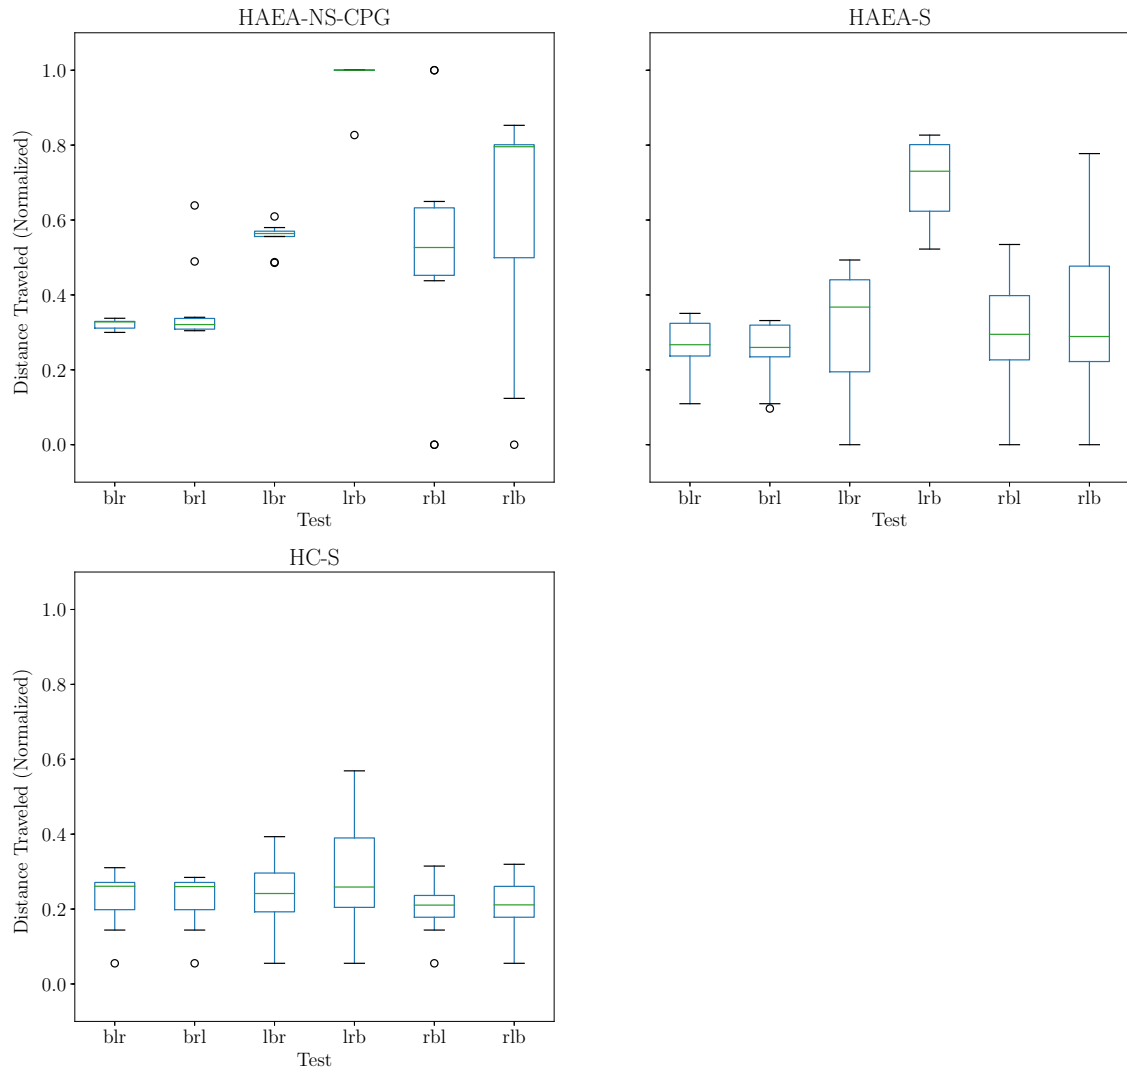 HAEA-NS-CPG
Distance Traveled (Normalized)
1.0
0.8
0.6
0.4
0.2
0.0
blr brl lbr lrb rbl rlb
Test
HAEA-S
blr brl lbr lrb rbl rlb
Test
HC-S
Distance Traveled (Normalized)
1.0
0.8
0.6
0.4
0.2
0.0
blr brl lbr lrb rbl rlb
Test